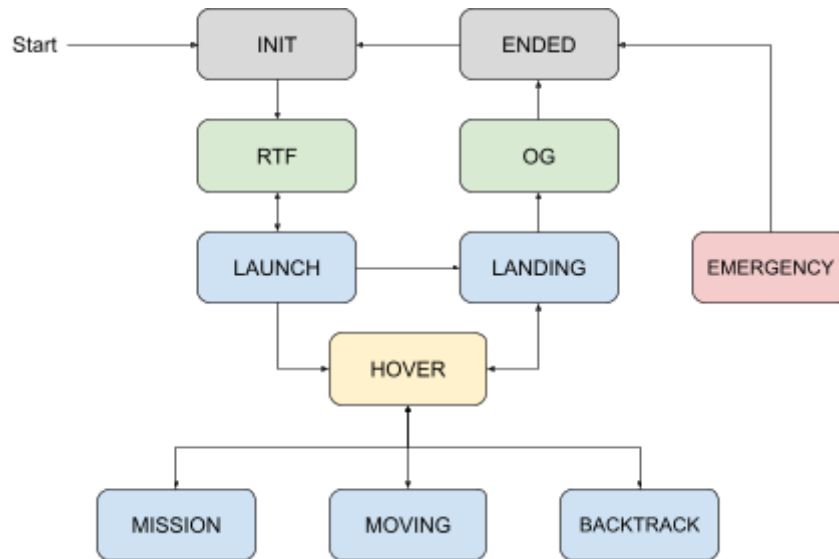 Start
INIT
ENDED
RTF
OG
LAUNCH
LANDING
EMERGENCY
HOVER
MISSION
MOVING
BACKTRACK